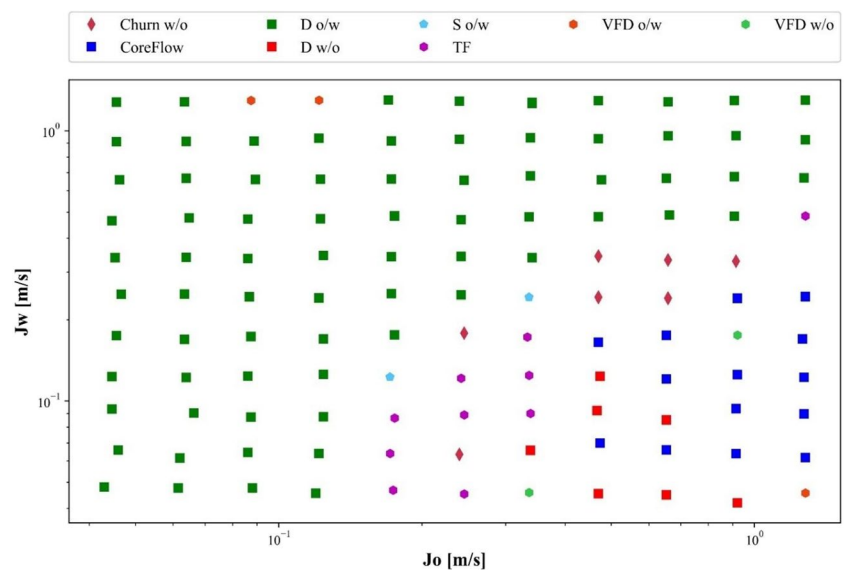 Churn w/o D o/w S o/w VFD o/w VFD w/o
CoreFlow D w/o TF
10⁰
Jw [m/s]
10⁻¹
10⁻¹ 10⁰
Jo [m/s]